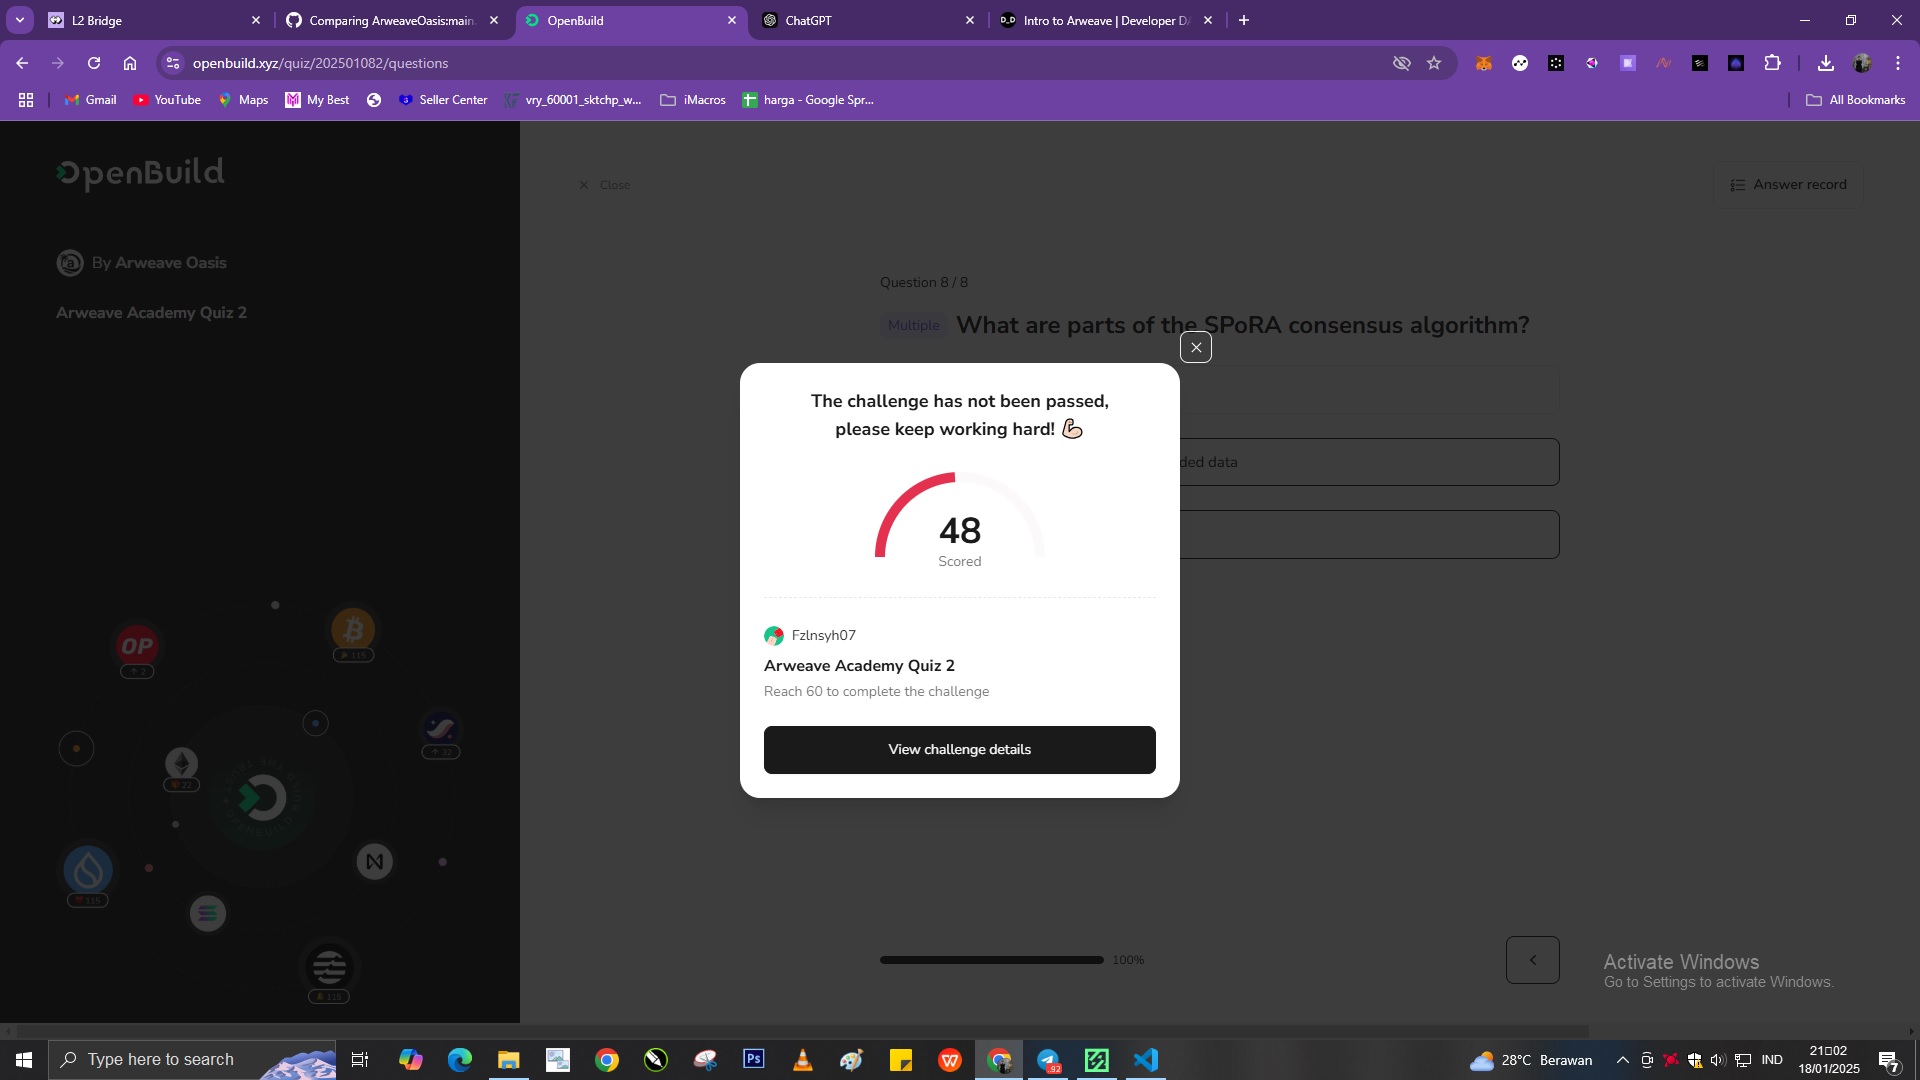 L2 Bridge
Comparing ArweaveOasis:main
OpenBuild
ChatGPT
Intro to Arweave | Developer D
openbuild.xyz/quiz/202501082/questions
Gmail
YouTube
Maps
My Best
Seller Center
vry_60001_sktchp_w...
iMacros
harga - Google Spr...
All Bookmarks
OpenBuild
Close
Answer record
By Arweave Oasis
Arweave Academy Quiz 2
Question 8 / 8
Multiple What are parts of the SPoRA consensus algorithm?
ded data
The challenge has not been passed,
please keep working hard! 💪🏻
48
Scored
Fzlnsyh07
Arweave Academy Quiz 2
Reach 60 to complete the challenge
View challenge details
OP
2
115
32
22
115
115
100%
Activate Windows
Go to Settings to activate Windows.
Type here to search
Ps
92
28°C Berawan
IND
21:02
18/01/2025
7